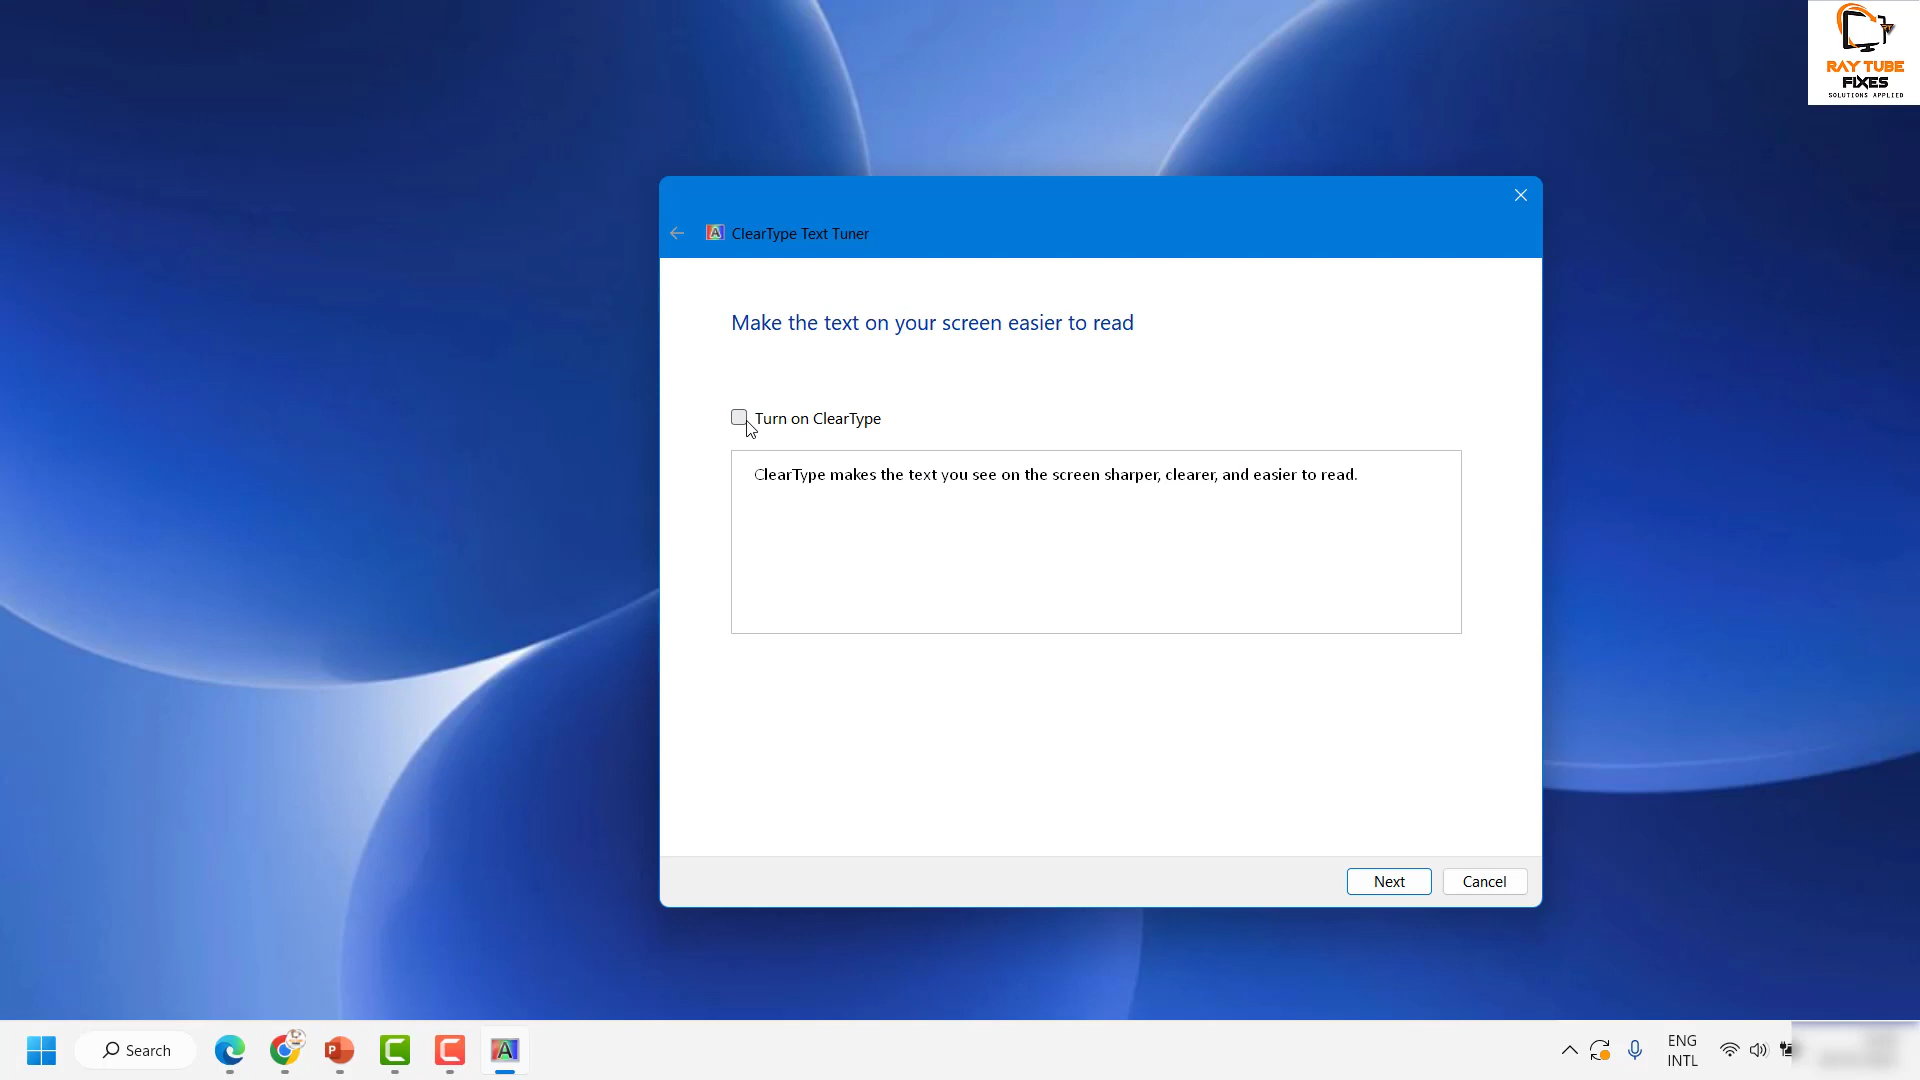 RAY TUBE
FIXES
SOLUTIONS APPLIED
ClearType Text Tuner
Make the text on your screen easier to read
Turn on ClearType
ClearType makes the text you see on the screen sharper, clearer, and easier to read.
Next
Cancel
Search
ENG
INTL